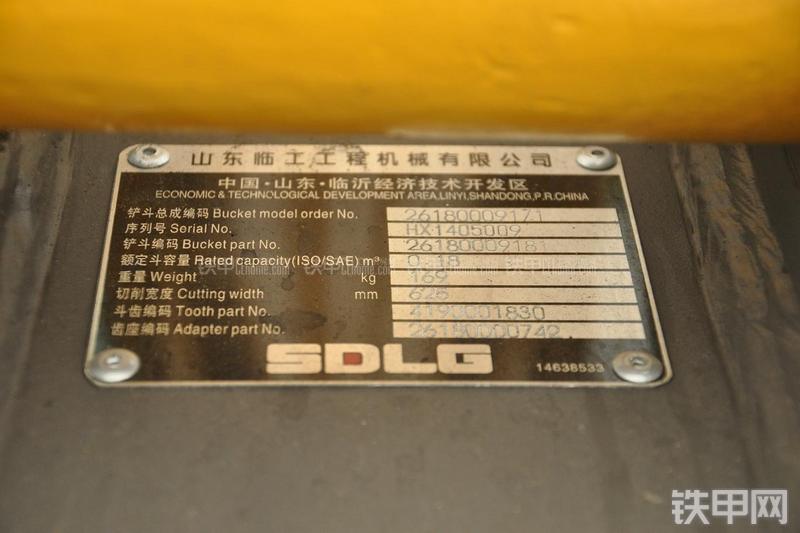 山东临工工程机械有限公司
中国·山东·临沂经济技术开发区
ECONOMIC & TECHNOLOGICAL DEVELOPMENT AREA,LINYI,SHANDONG,P.R.CHINA
铲斗总成编码 Bucket model order No. 26180009171
序列号 Serial No. HX1405009
铲斗编码 Bucket part No. 26180009181
额定斗容量 Rated capacity(ISO/SAE) m³ 0.18
重量 Weight kg 169
切削宽度 Cutting width mm 625
斗齿编码 Tooth part No. 4190001830
齿座编码 Adapter part No. 26180000742
SDLG
14638533
铁甲网